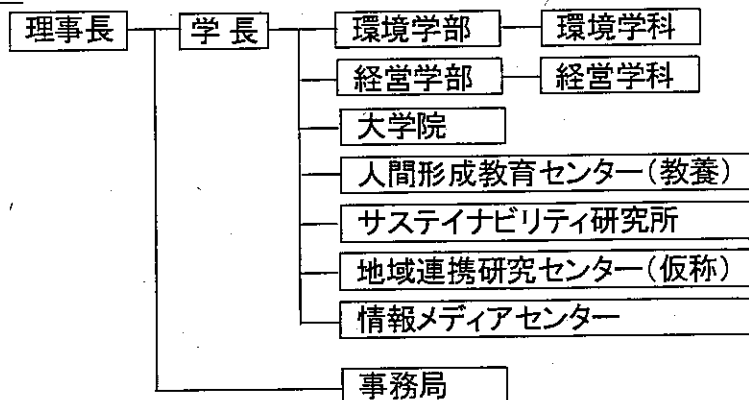 理事長 学長 環境学部 環境学科
経営学部 経営学科
大学院
人間形成教育センター(教養)
サステイナビリティ研究所
地域連携研究センター(仮称)
情報メディアセンター
事務局